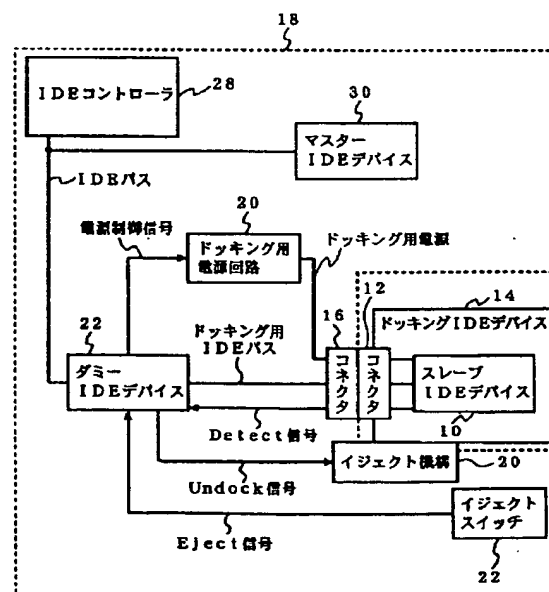 18
IDEコントローラ
28
30
マスター
IDEデバイス
IDEバス
電源制御信号
20
ドッキング用
電源回路
ドッキング用電源
22
ダミー
IDEデバイス
ドッキング用
IDEバス
16
12
14
ドッキングIDEデバイス
コネクタ
コネクタ
スレーブ
IDEデバイス
10
Detect信号
イジェクト機構
20
Undock信号
イジェクト
スイッチ
22
Eject信号